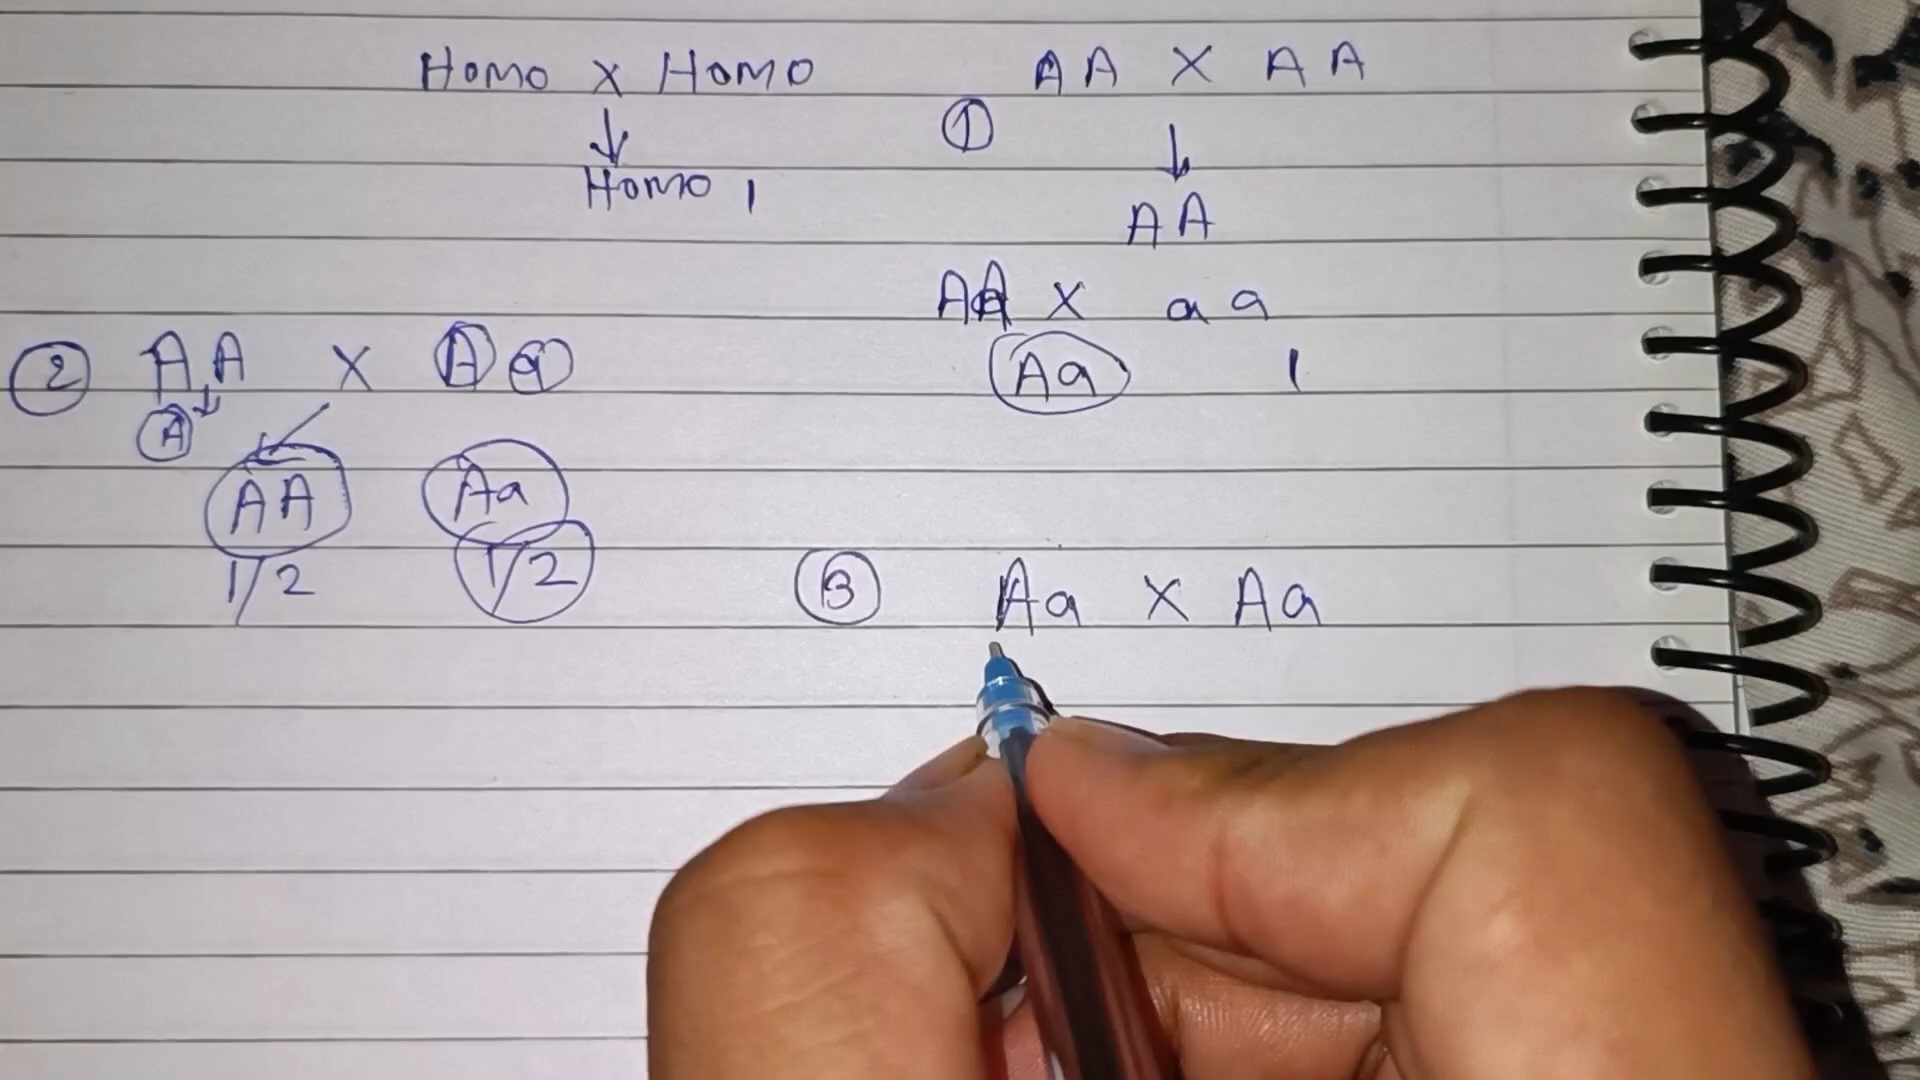 Homo X Homo
↓
Homo 1
① AA X AA
↓
AA
AA X aa
Aa 1
② AA X Aa
A
AA Aa
1/2 1/2
③ Aa X Aa